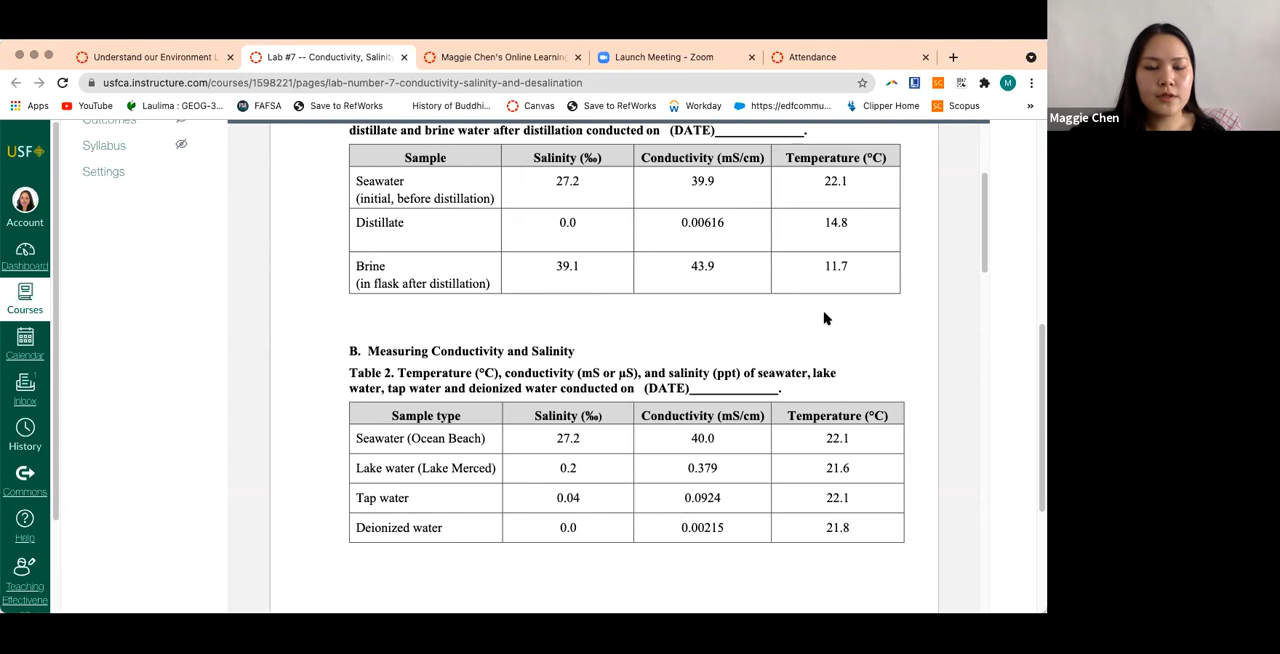 Understand our Environment L
Lab #7 -- Conductivity, Salinity
Maggie Chen's Online Learning
Launch Meeting - Zoom
Attendance
usfca.instructure.com/courses/1598221/pages/lab-number-7-conductivity-salinity-and-desalination
M
Apps
YouTube
Laulima : GEOG-3...
FAFSA
Save to RefWorks
History of Buddhi...
Canvas
Save to RefWorks
Workday
https://edfcommu...
Clipper Home
SC Scopus
»
Maggie Chen
USF
Account
Dashboard
Courses
Calendar
1
Inbox
History
Commons
Help
Teaching
Effectivene
Outcomes
Syllabus
Settings
distillate and brine water after distillation conducted on (DATE)____________.
Sample Salinity (‰) Conductivity (mS/cm) Temperature (°C)
Seawater 27.2 39.9 22.1
(initial, before distillation)
Distillate 0.0 0.00616 14.8
Brine 39.1 43.9 11.7
(in flask after distillation)
B. Measuring Conductivity and Salinity
Table 2. Temperature (°C), conductivity (mS or µS), and salinity (ppt) of seawater, lake
water, tap water and deionized water conducted on (DATE)____________.
Sample type Salinity (‰) Conductivity (mS/cm) Temperature (°C)
Seawater (Ocean Beach) 27.2 40.0 22.1
Lake water (Lake Merced) 0.2 0.379 21.6
Tap water 0.04 0.0924 22.1
Deionized water 0.0 0.00215 21.8